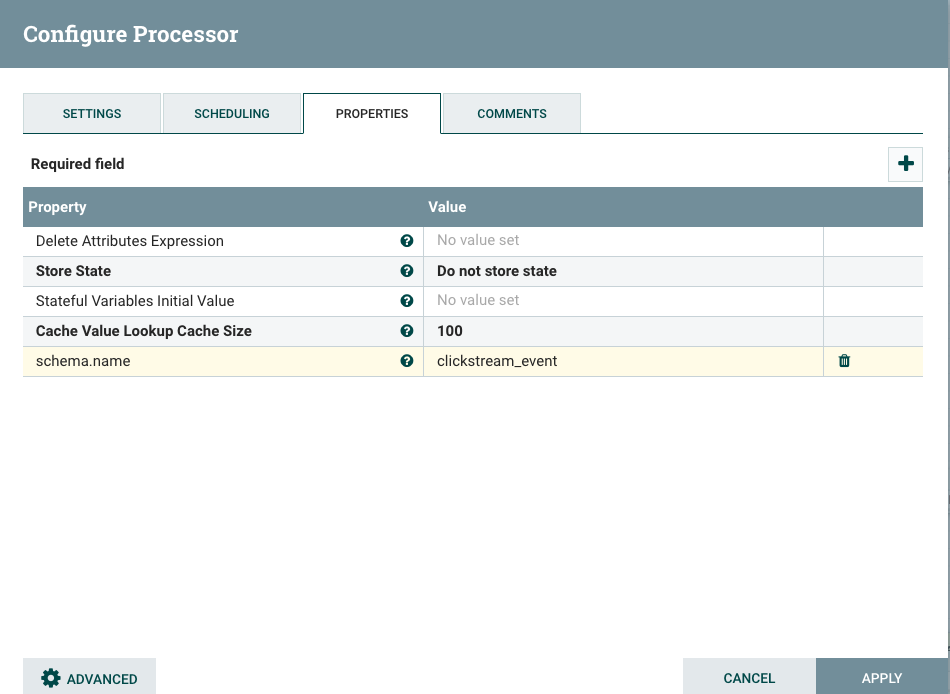 Configure Processor
SETTINGS SCHEDULING PROPERTIES COMMENTS
Required field
Property Value
Delete Attributes Expression No value set
Store State Do not store state
Stateful Variables Initial Value No value set
Cache Value Lookup Cache Size 100
schema.name clickstream_event
ADVANCED CANCEL APPLY